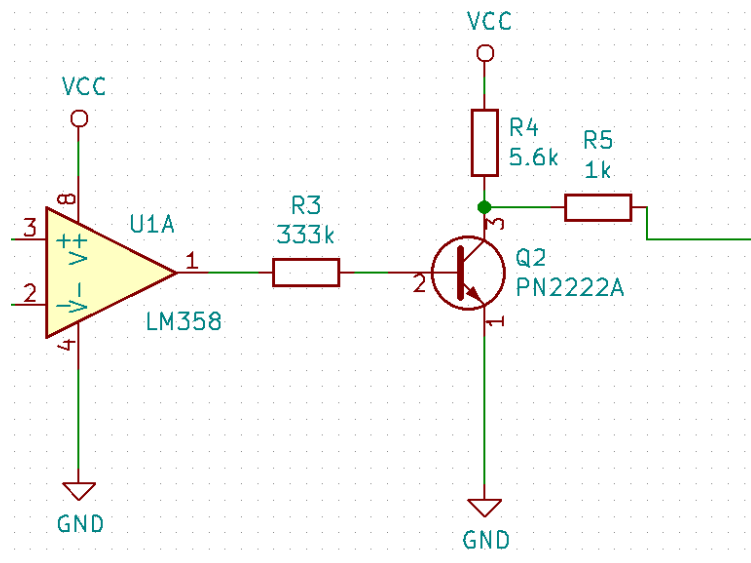 VCC
VCC
R4
5.6k
R5
1k
8
3
U1A
R3
333k
3
+
V+
1
Q2
2
PN2222A
2
-
V-
LM358
1
4
GND
GND